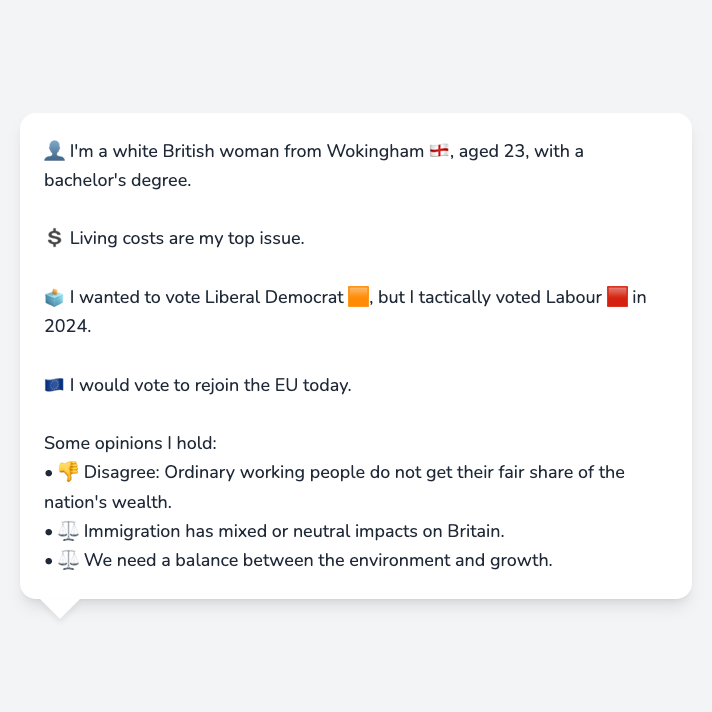 👤 I'm a white British woman from Wokingham 🏴󠁧󠁢󠁥󠁮󠁧󠁿, aged 23, with a
bachelor's degree.
💲 Living costs are my top issue.
🗳️ I wanted to vote Liberal Democrat 🟧, but I tactically voted Labour 🟥 in
2024.
🇪🇺 I would vote to rejoin the EU today.
Some opinions I hold:
• 👎 Disagree: Ordinary working people do not get their fair share of the
nation's wealth.
• ⚖️ Immigration has mixed or neutral impacts on Britain.
• ⚖️ We need a balance between the environment and growth.